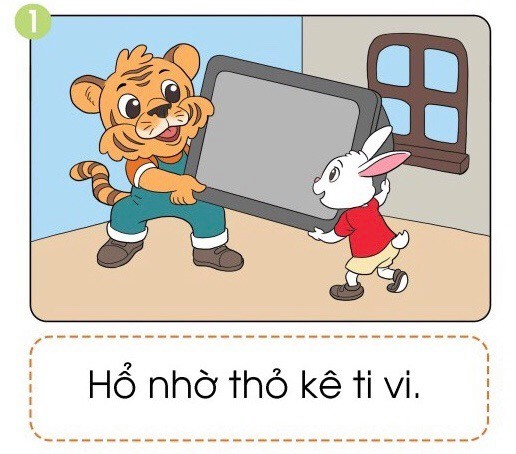 1
Hổ nhờ thỏ kê ti vi.